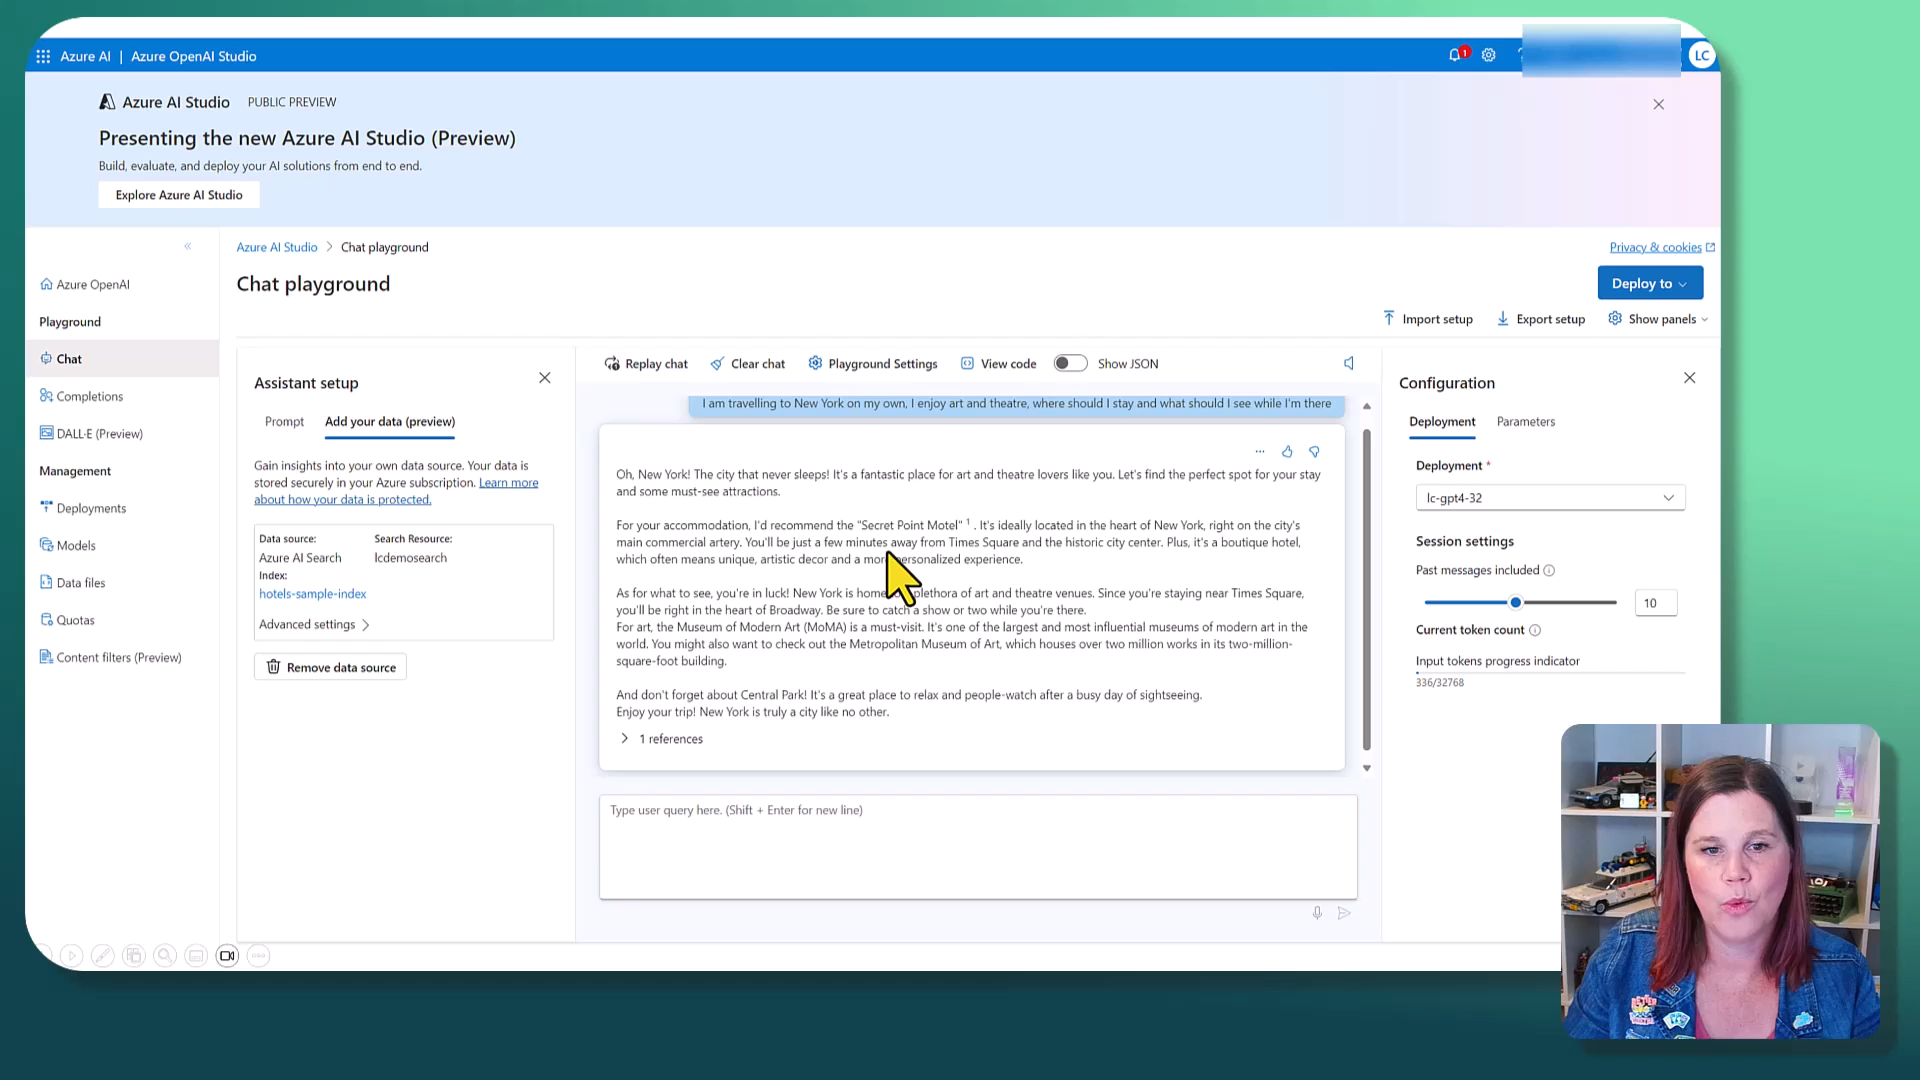 Azure AI | Azure OpenAI Studio
1
LC
Azure AI Studio PUBLIC PREVIEW
Presenting the new Azure AI Studio (Preview)
Build, evaluate, and deploy your AI solutions from end to end.
Explore Azure AI Studio
Azure AI Studio > Chat playground
Privacy & cookies
Chat playground
Deploy to
Import setup
Export setup
Show panels
Azure OpenAI
Playground
Chat
Completions
DALL·E (Preview)
Management
Deployments
Models
Data files
Quotas
Content filters (Preview)
Assistant setup
Prompt
Add your data (preview)
Gain insights into your own data source. Your data is
stored securely in your Azure subscription. Learn more
about how your data is protected.
Data source:
Search Resource:
Azure AI Search
lcdemosearch
Index:
hotels-sample-index
Advanced settings
Remove data source
Replay chat
Clear chat
Playground Settings
View code
Show JSON
I am travelling to New York on my own, I enjoy art and theatre, where should I stay and what should I see while I'm there
Oh, New York! The city that never sleeps! It's a fantastic place for art and theatre lovers like you. Let's find the perfect spot for your stay
and some must-see attractions.
For your accommodation, I'd recommend the "Secret Point Motel" 1 . It's ideally located in the heart of New York, right on the city's
main commercial artery. You'll be just a few minutes away from Times Square and the historic city center. Plus, it's a boutique hotel,
which often means unique, artistic decor and a more personalized experience.
As for what to see, you're in luck! New York is home plethora of art and theatre venues. Since you're staying near Times Square,
you'll be right in the heart of Broadway. Be sure to catch a show or two while you're there.
For art, the Museum of Modern Art (MoMA) is a must-visit. It's one of the largest and most influential museums of modern art in the
world. You might also want to check out the Metropolitan Museum of Art, which houses over two million works in its two-million-
square-foot building.
And don't forget about Central Park! It's a great place to relax and people-watch after a busy day of sightseeing.
Enjoy your trip! New York is truly a city like no other.
1 references
Type user query here. (Shift + Enter for new line)
Configuration
Deployment
Parameters
Deployment *
lc-gpt4-32
Session settings
Past messages included
10
Current token count
Input tokens progress indicator
336/32768